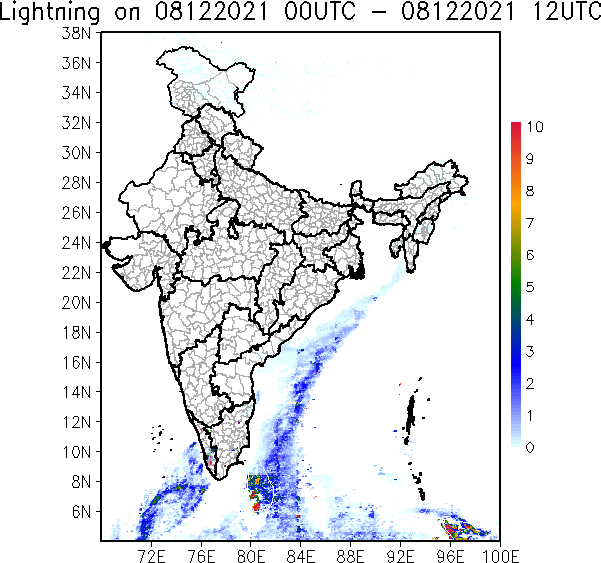 Lightning on 08122021 00UTC – 08122021 12UTC
38N
36N
34N
32N
30N
28N
26N
24N
22N
20N
18N
16N
14N
12N
10N
8N
6N
72E 76E 80E 84E 88E 92E 96E 100E
10
9
8
7
6
5
4
3
2
1
0